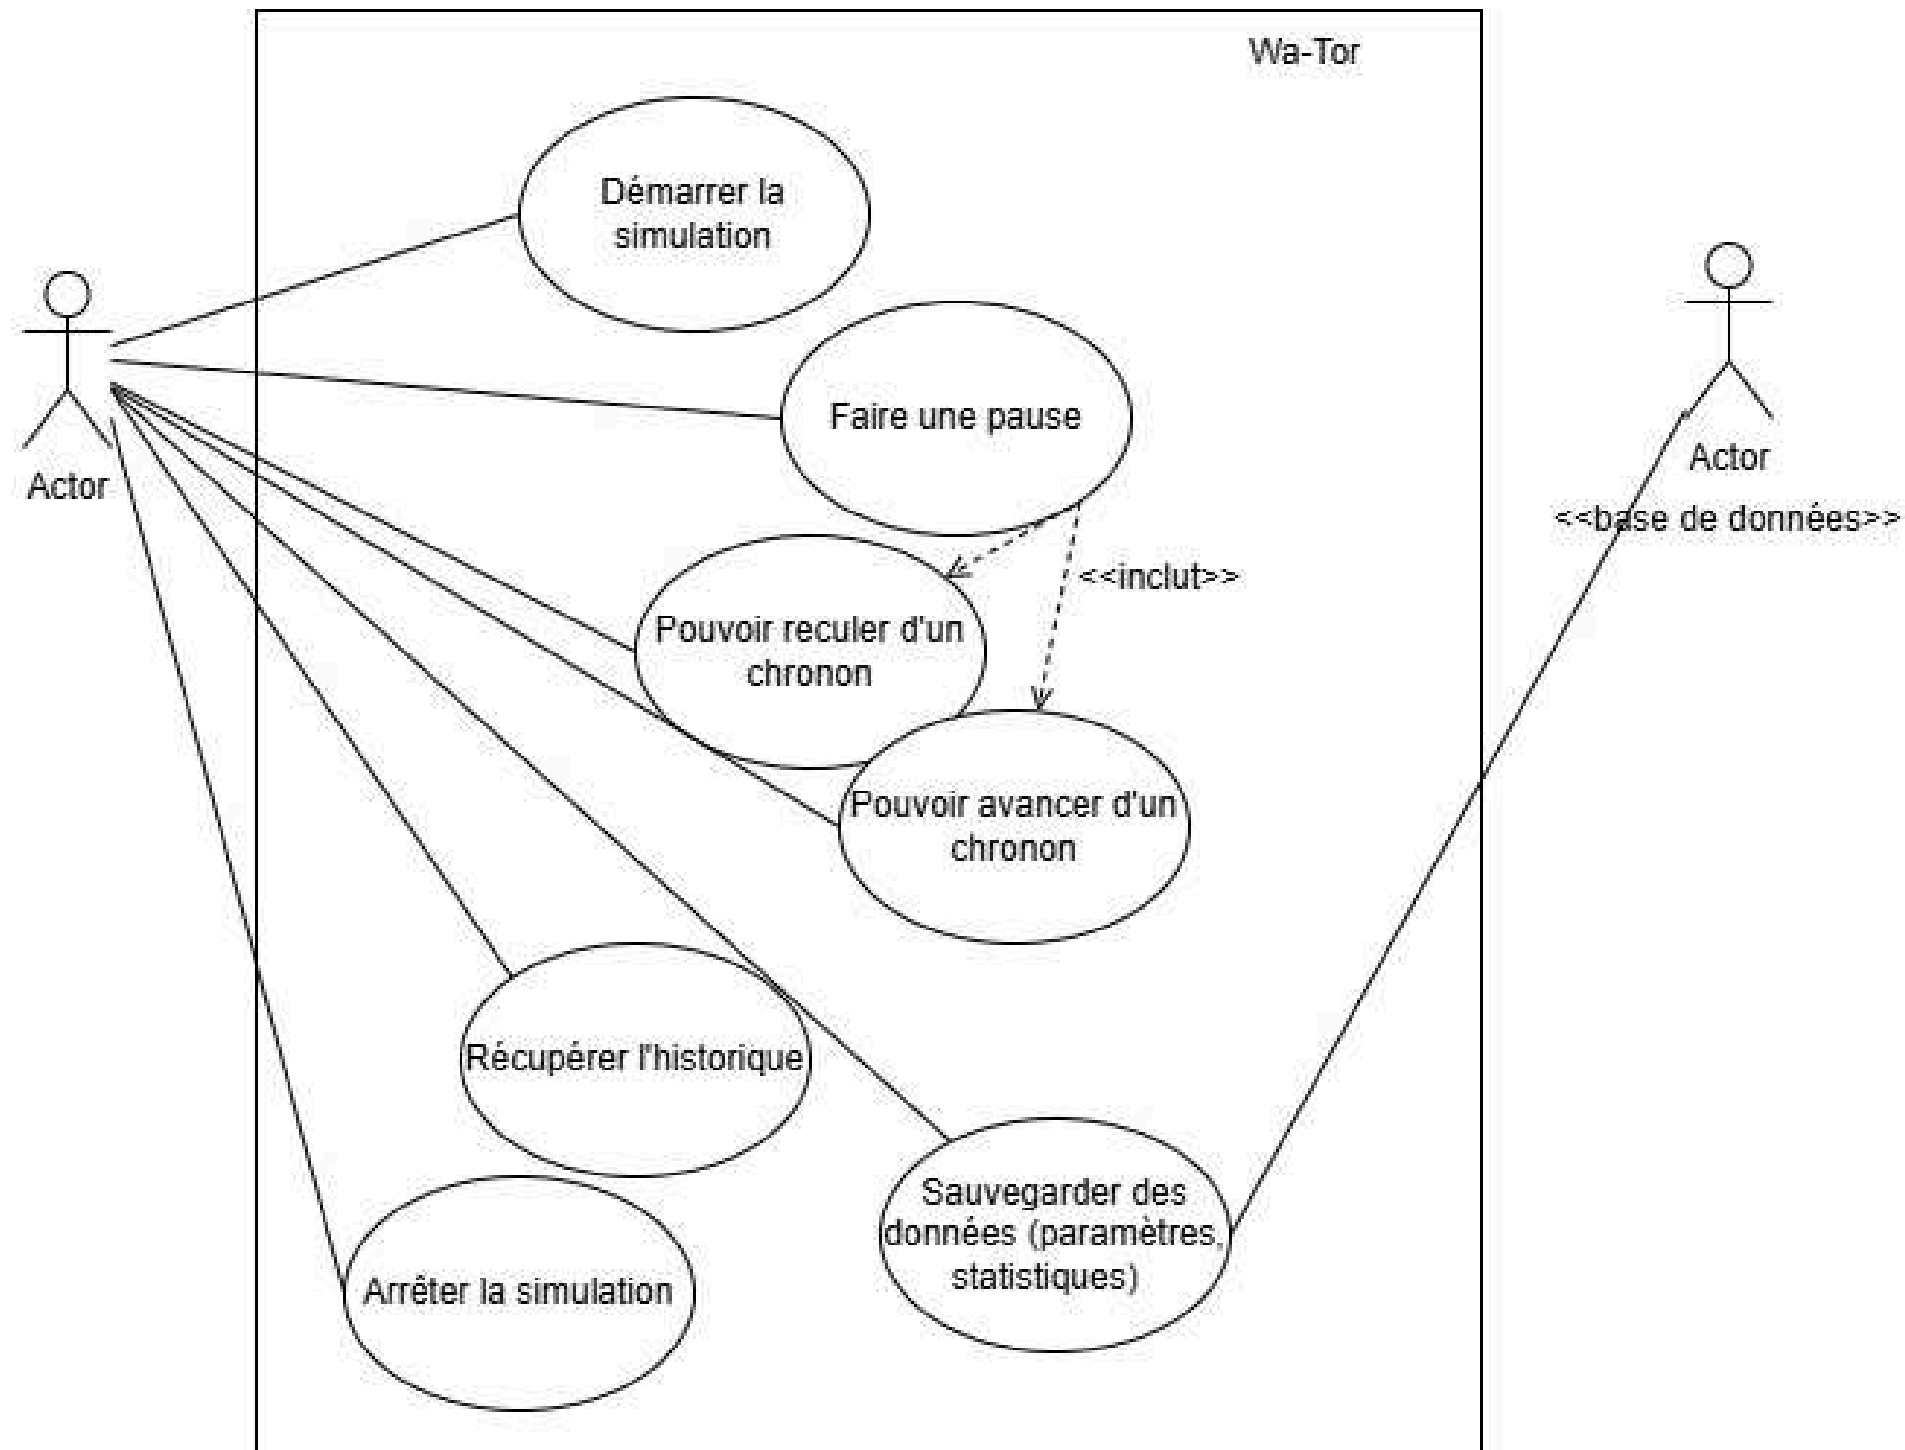 Wa-Tor
Démarrer la
simulation
Faire une pause
Actor
Actor
<<base de données>>
<<inclut>>
Pouvoir reculer d'un
chronon
Pouvoir avancer d'un
chronon
Récupérer l'historique
Sauvegarder des
données (paramètres,
statistiques)
Arrêter la simulation